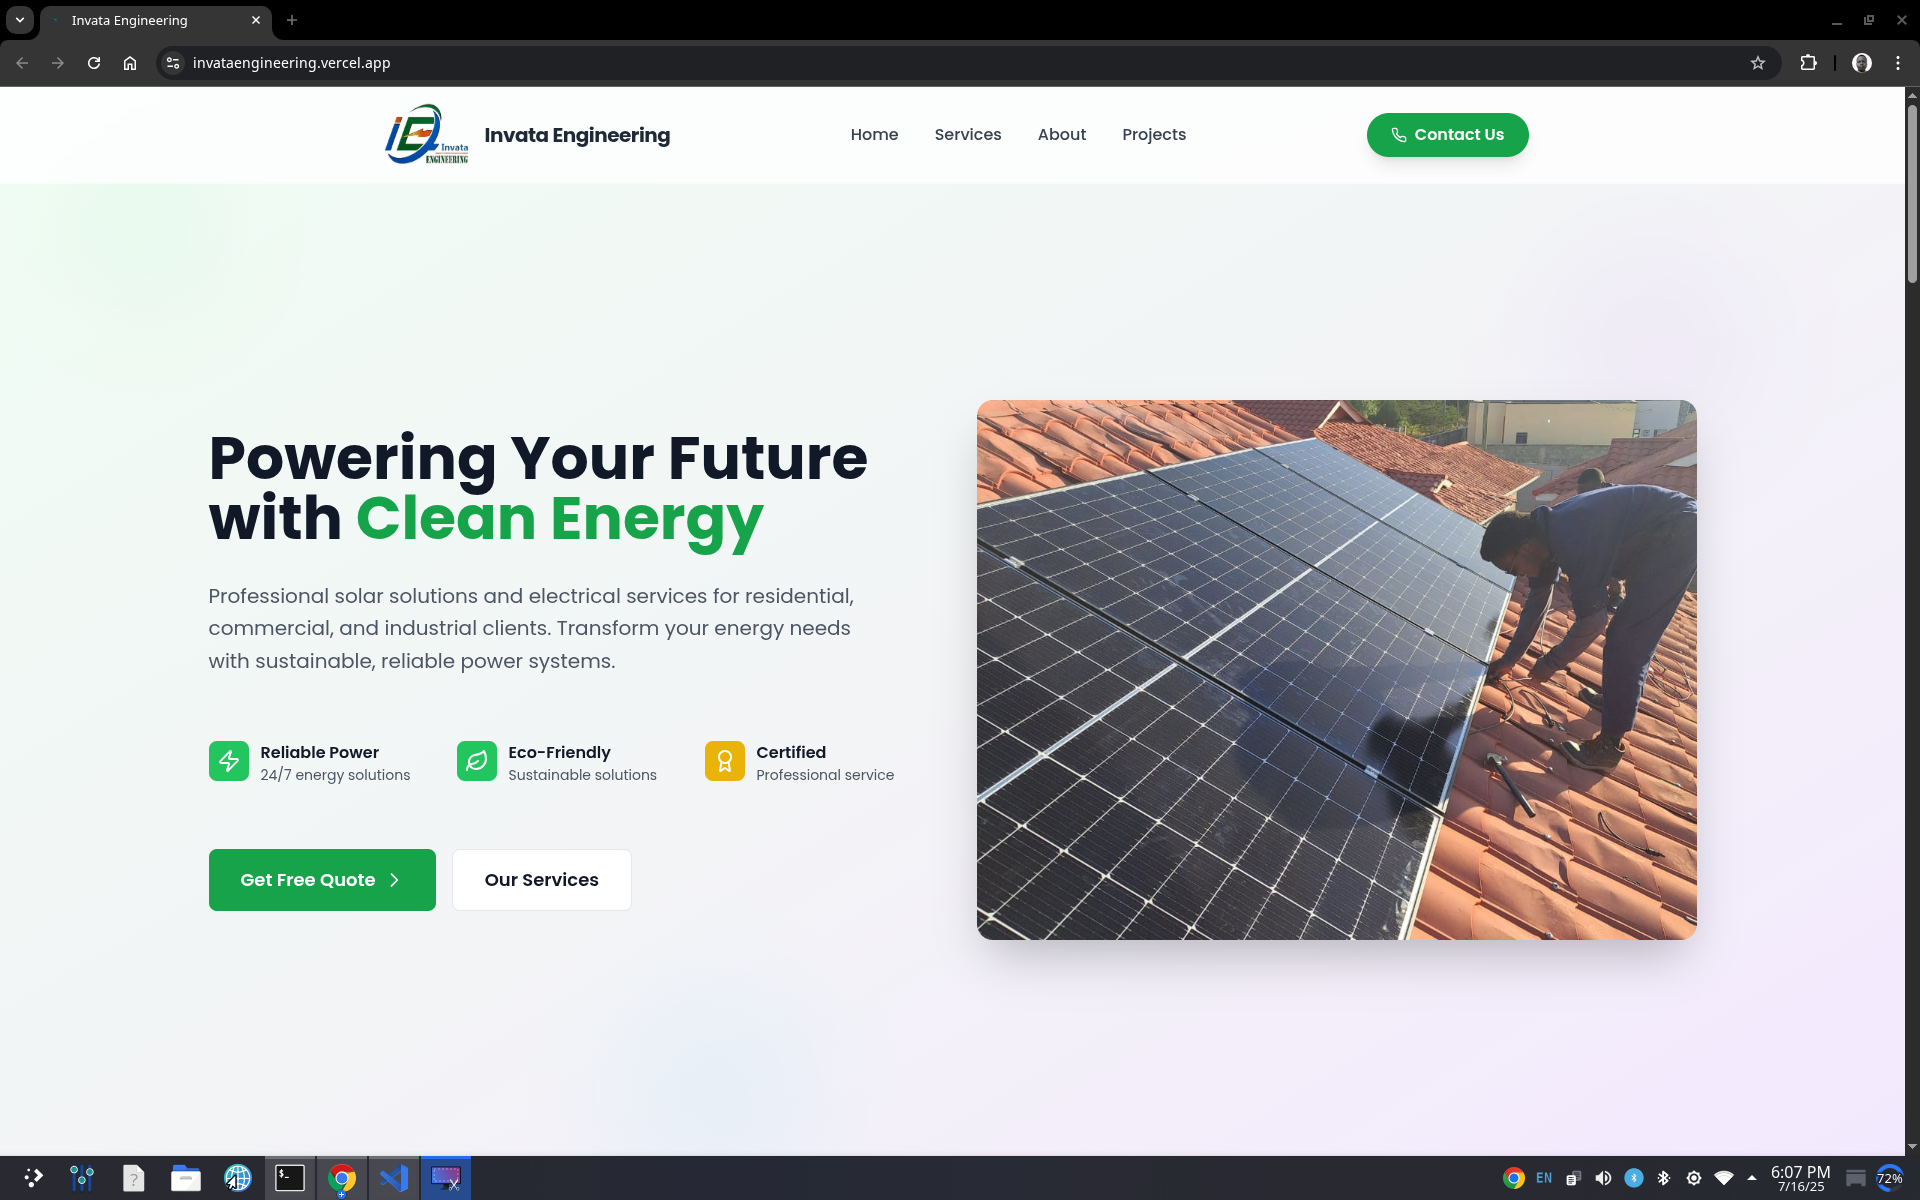 Invata Engineering
invataengineering.vercel.app
iE Invata
ENGINEERING
Invata Engineering
Home
Services
About
Projects
Contact Us
Powering Your Future
with Clean Energy
Professional solar solutions and electrical services for residential,
commercial, and industrial clients. Transform your energy needs
with sustainable, reliable power systems.
Reliable Power
24/7 energy solutions
Eco-Friendly
Sustainable solutions
Certified
Professional service
Get Free Quote
Our Services
EN
6:07 PM
7/16/25
72%